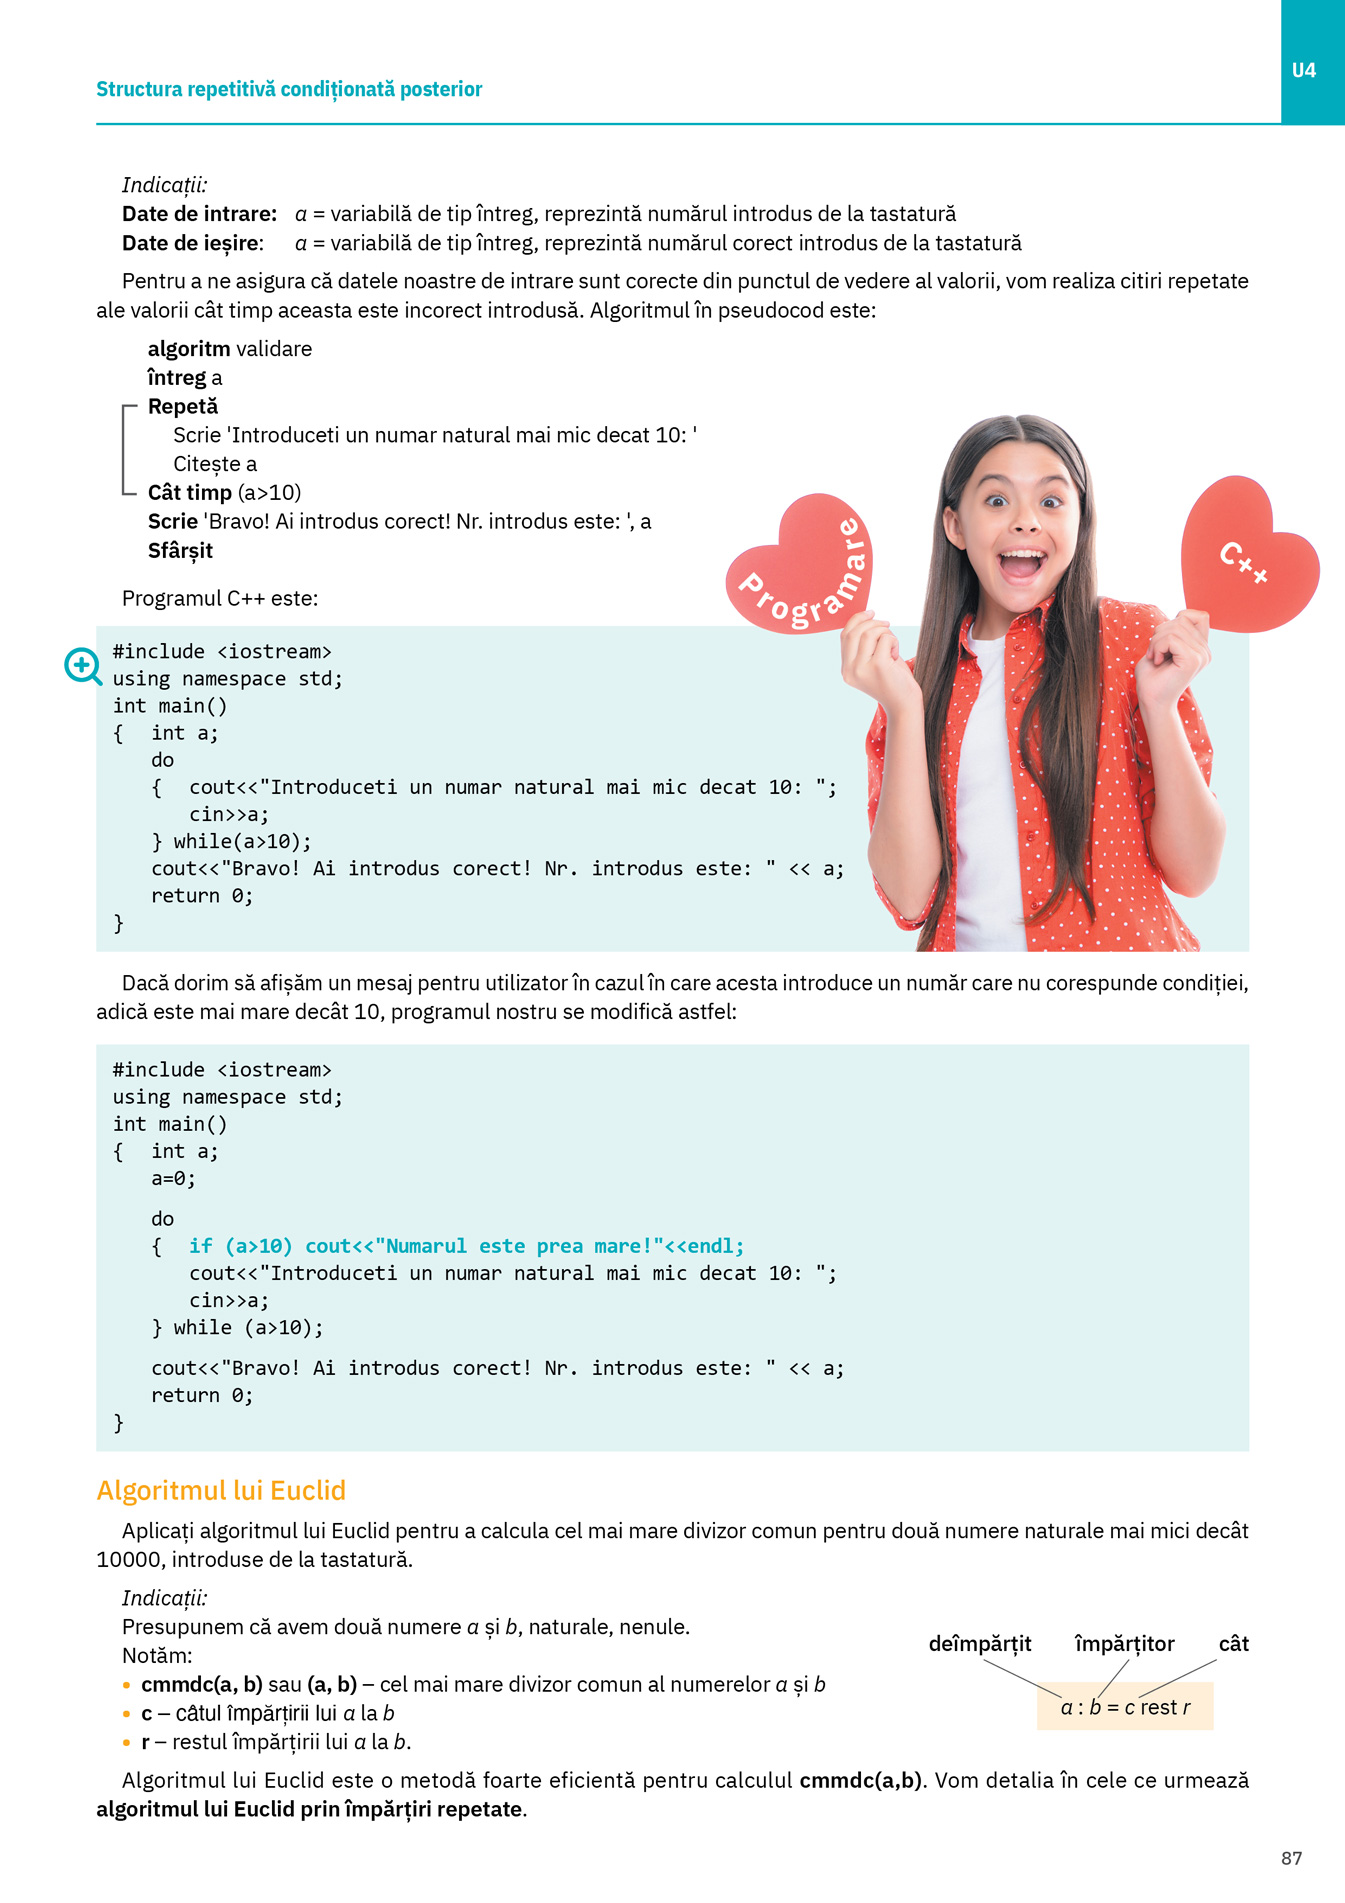 Structura repetitivă condiționată posterior
U4
Indicații:
Date de intrare: a = variabilă de tip întreg, reprezintă numărul introdus de la tastatură
Date de ieșire: a = variabilă de tip întreg, reprezintă numărul corect introdus de la tastatură
Pentru a ne asigura că datele noastre de intrare sunt corecte din punctul de vedere al valorii, vom realiza citiri repetate
ale valorii cât timp aceasta este incorect introdusă. Algoritmul în pseudocod este:
algoritm validare
întreg a
Repetă
Scrie 'Introduceti un numar natural mai mic decat 10: '
Citește a
Cât timp (a>10)
Scrie 'Bravo! Ai introdus corect! Nr. introdus este: ', a
Sfârșit
Programare
C++
Programul C++ este:
#include <iostream>
using namespace std;
int main()
{ int a;
do
{ cout<<"Introduceti un numar natural mai mic decat 10: ";
cin>>a;
} while(a>10);
cout<<"Bravo! Ai introdus corect! Nr. introdus este: " << a;
return 0;
}
Dacă dorim să afișăm un mesaj pentru utilizator în cazul în care acesta introduce un număr care nu corespunde condiției,
adică este mai mare decât 10, programul nostru se modifică astfel:
#include <iostream>
using namespace std;
int main()
{ int a;
a=0;
do
{ if (a>10) cout<<"Numarul este prea mare!"<<endl;
cout<<"Introduceti un numar natural mai mic decat 10: ";
cin>>a;
} while (a>10);
cout<<"Bravo! Ai introdus corect! Nr. introdus este: " << a;
return 0;
}
Algoritmul lui Euclid
Aplicați algoritmul lui Euclid pentru a calcula cel mai mare divizor comun pentru două numere naturale mai mici decât
10000, introduse de la tastatură.
Indicații:
Presupunem că avem două numere a și b, naturale, nenule.
Notăm:
• cmmdc(a, b) sau (a, b) – cel mai mare divizor comun al numerelor a și b
• c – câtul împărțirii lui a la b
• r – restul împărțirii lui a la b.
deîmpărțit împărțitor cât
a : b = c rest r
Algoritmul lui Euclid este o metodă foarte eficientă pentru calculul cmmdc(a,b). Vom detalia în cele ce urmează
algoritmul lui Euclid prin împărțiri repetate.
87